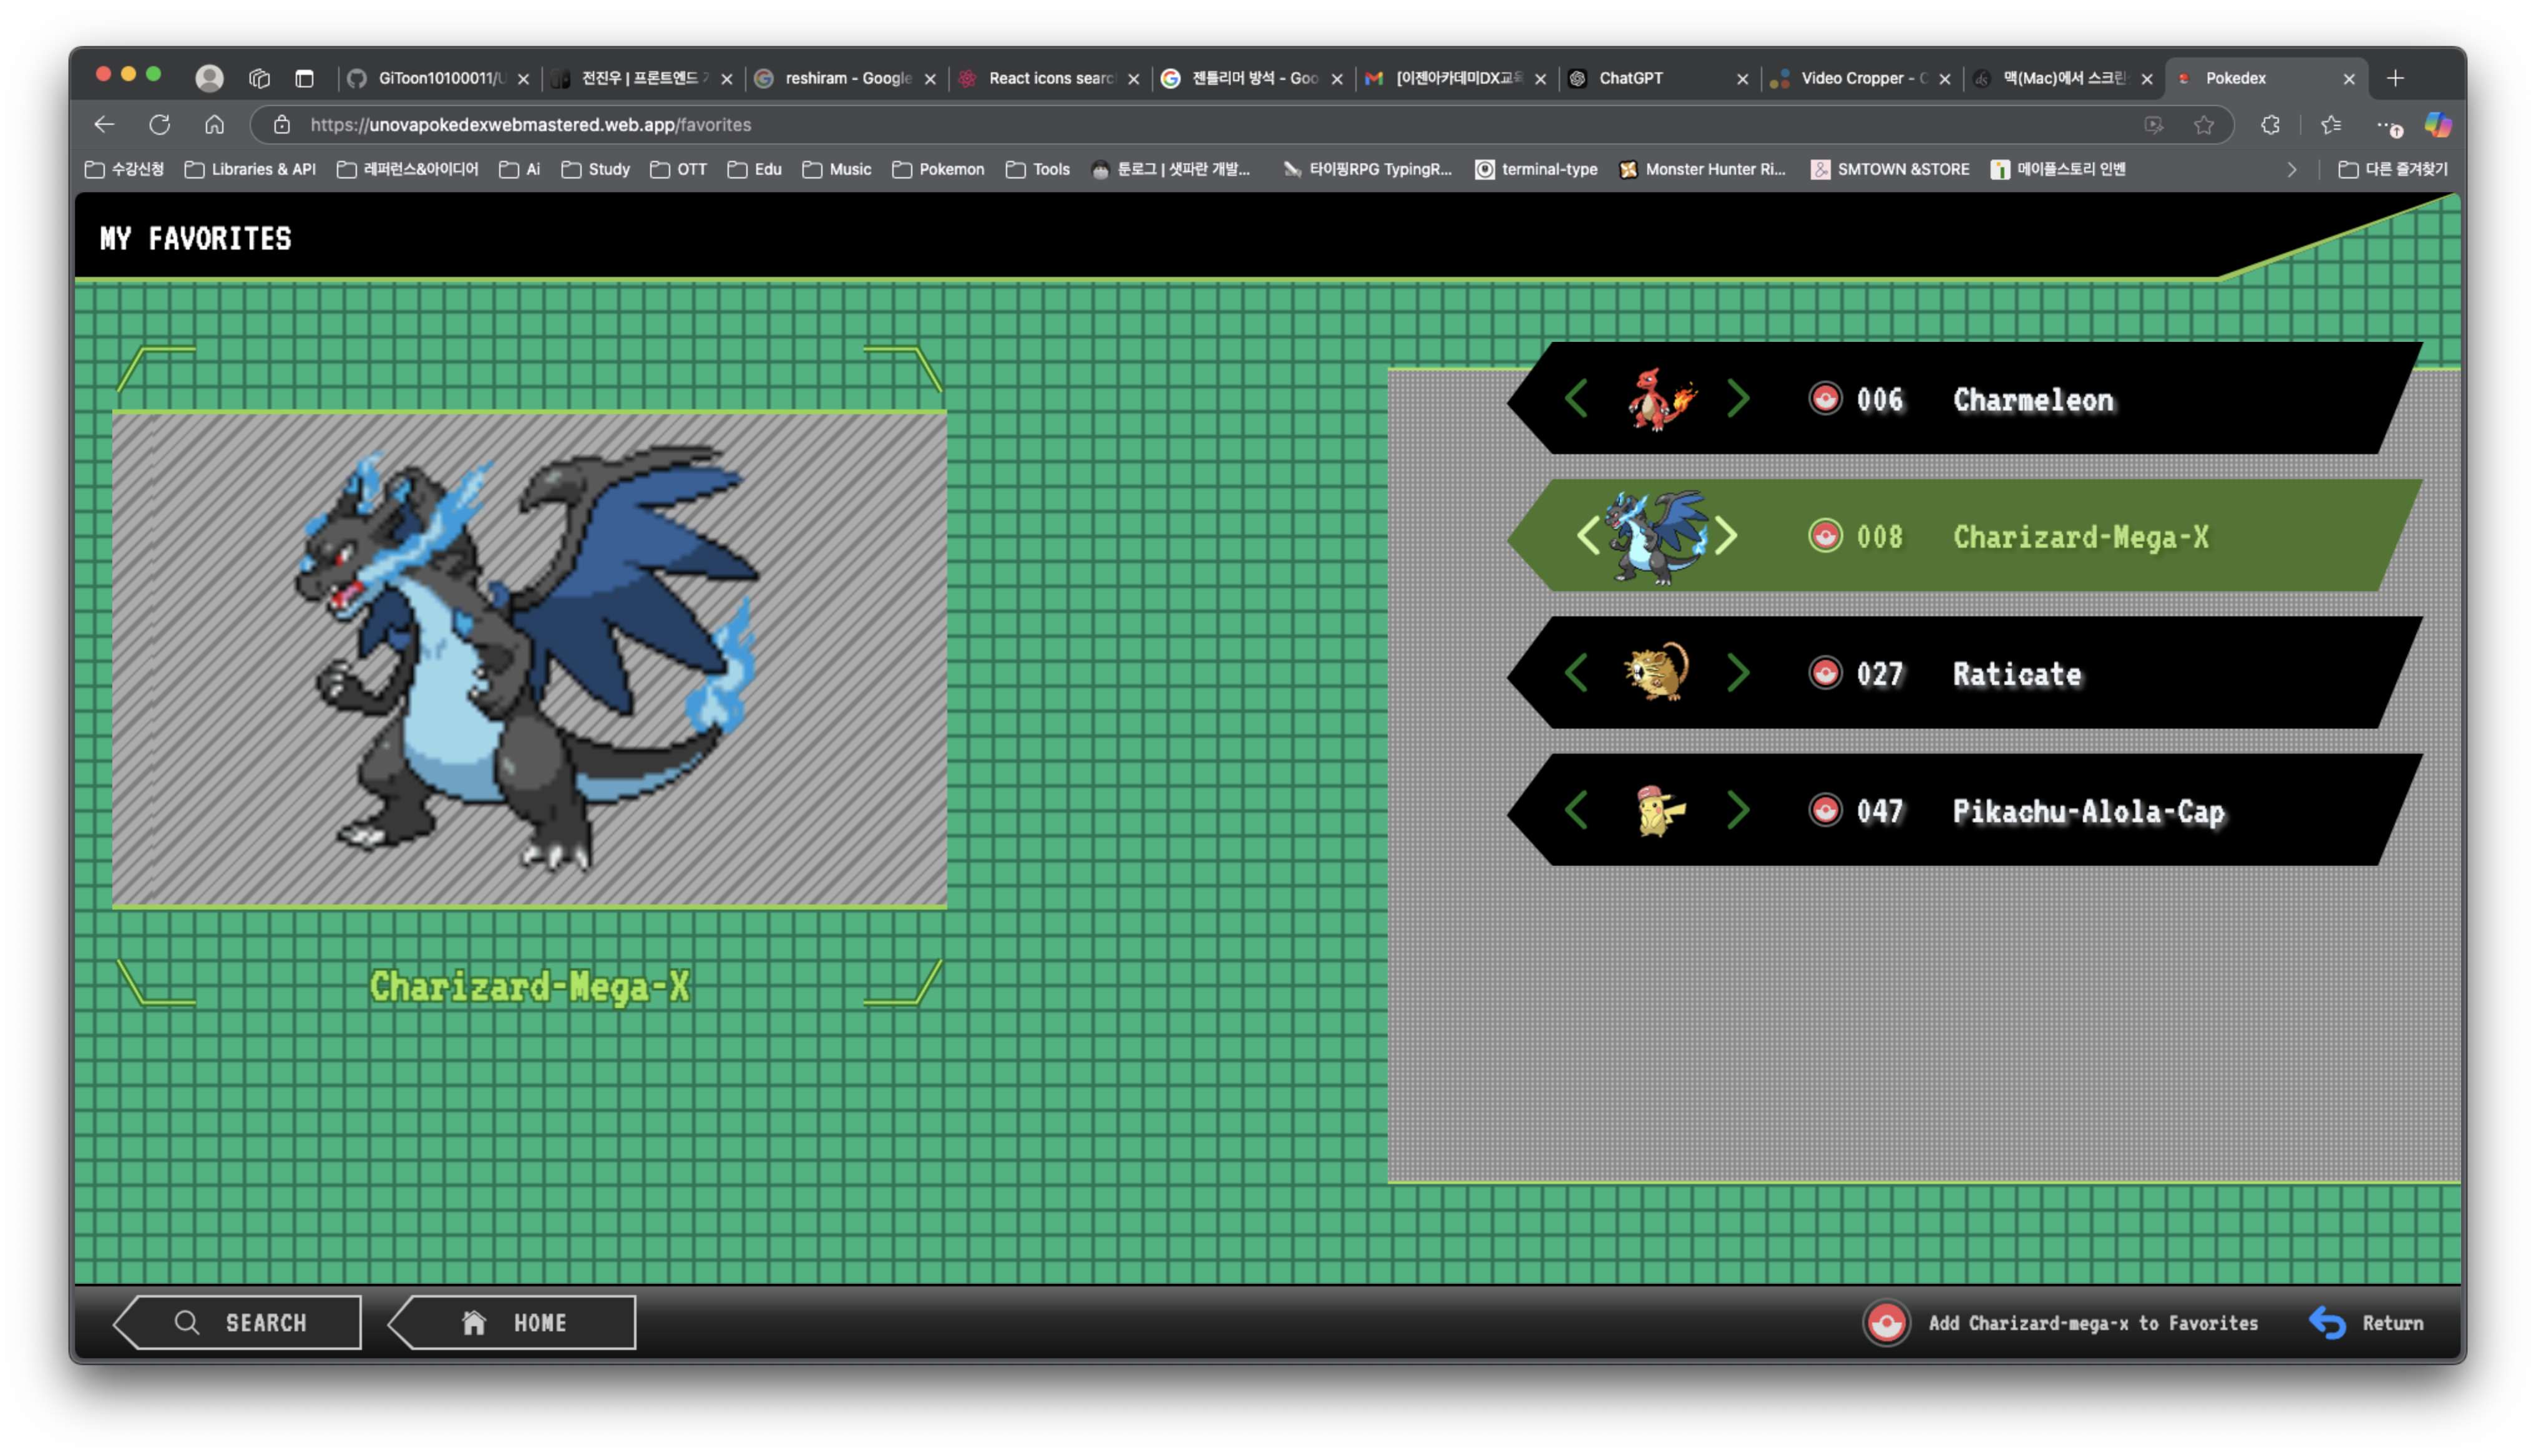 GiToon10100011/U
전진우 | 프론트엔드
reshiram - Google
React icons searc
젠틀리머 방석 - Goo
[이젠아카데미DX교육
ChatGPT
Video Cropper - C
맥(Mac)에서 스크린
Pokedex
https://unovapokedexwebmastered.web.app/favorites
수강신청
Libraries & API
레퍼런스&아이디어
Ai
Study
OTT
Edu
Music
Pokemon
Tools
툰로그 | 샛파란 개발...
타이핑RPG TypingR...
terminal-type
Monster Hunter Ri...
SMTOWN &STORE
메이플스토리 인벤
다른 즐겨찾기
MY FAVORITES
006 Charmeleon
008 Charizard-Mega-X
027 Raticate
047 Pikachu-Alola-Cap
Charizard-Mega-X
SEARCH
HOME
Add Charizard-mega-x to Favorites
Return